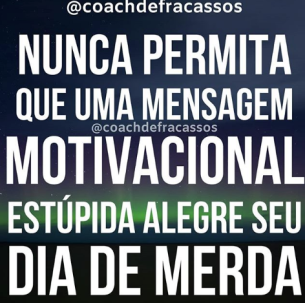 @coachdefracassos
NUNCA PERMITA
QUE UMA MENSAGEM
@coachdefracassos
MOTIVACIONAL
ESTÚPIDA ALEGRE SEU
DIA DE MERDA